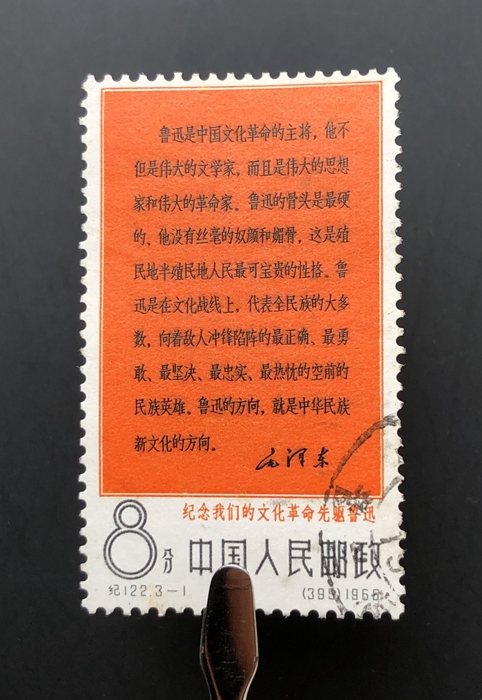 鲁迅是中国文化革命的主将，他不
但是伟大的文学家，而且是伟大的思想
家和伟大的革命家。鲁迅的骨头是最硬
的，他没有丝毫的奴颜和媚骨，这是殖
民地半殖民地人民最可宝贵的性格。鲁
迅是在文化战线上，代表全民族的大多
数，向着敌人冲锋陷阵的最正确、最勇
敢、最坚决、最忠实、最热忱的空前的
民族英雄。鲁迅的方向，就是中华民族
新文化的方向。
毛泽东
纪念我们的文化革命先驱鲁迅
8分 中国人民邮政
纪122.3-1 (399)1966